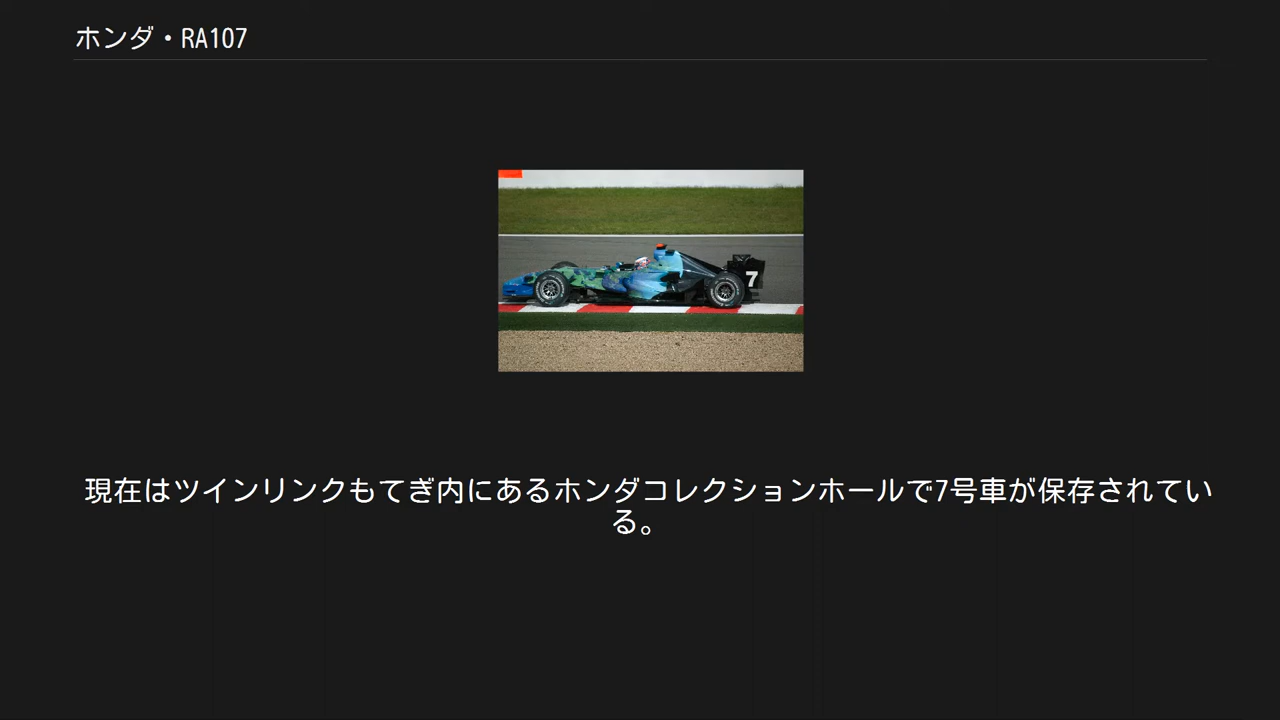 ホンダ・RA107
7
現在はツインリンクもてぎ内にあるホンダコレクションホールで7号車が保存されてい
る。